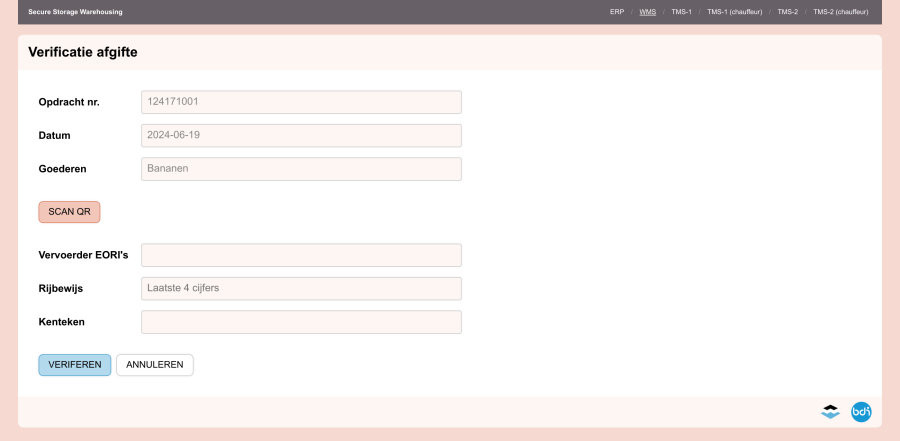 Secure Storage Warehousing
ERP / WMS / TMS-1 / TMS-1 (chauffeur) / TMS-2 / TMS-2 (chauffeur)
Verificatie afgifte
Opdracht nr. 124171001
Datum 2024-06-19
Goederen Bananen
SCAN QR
Vervoerder EORI's
Rijbewijs Laatste 4 cijfers
Kenteken
VERIFEREN ANNULEREN
bdi